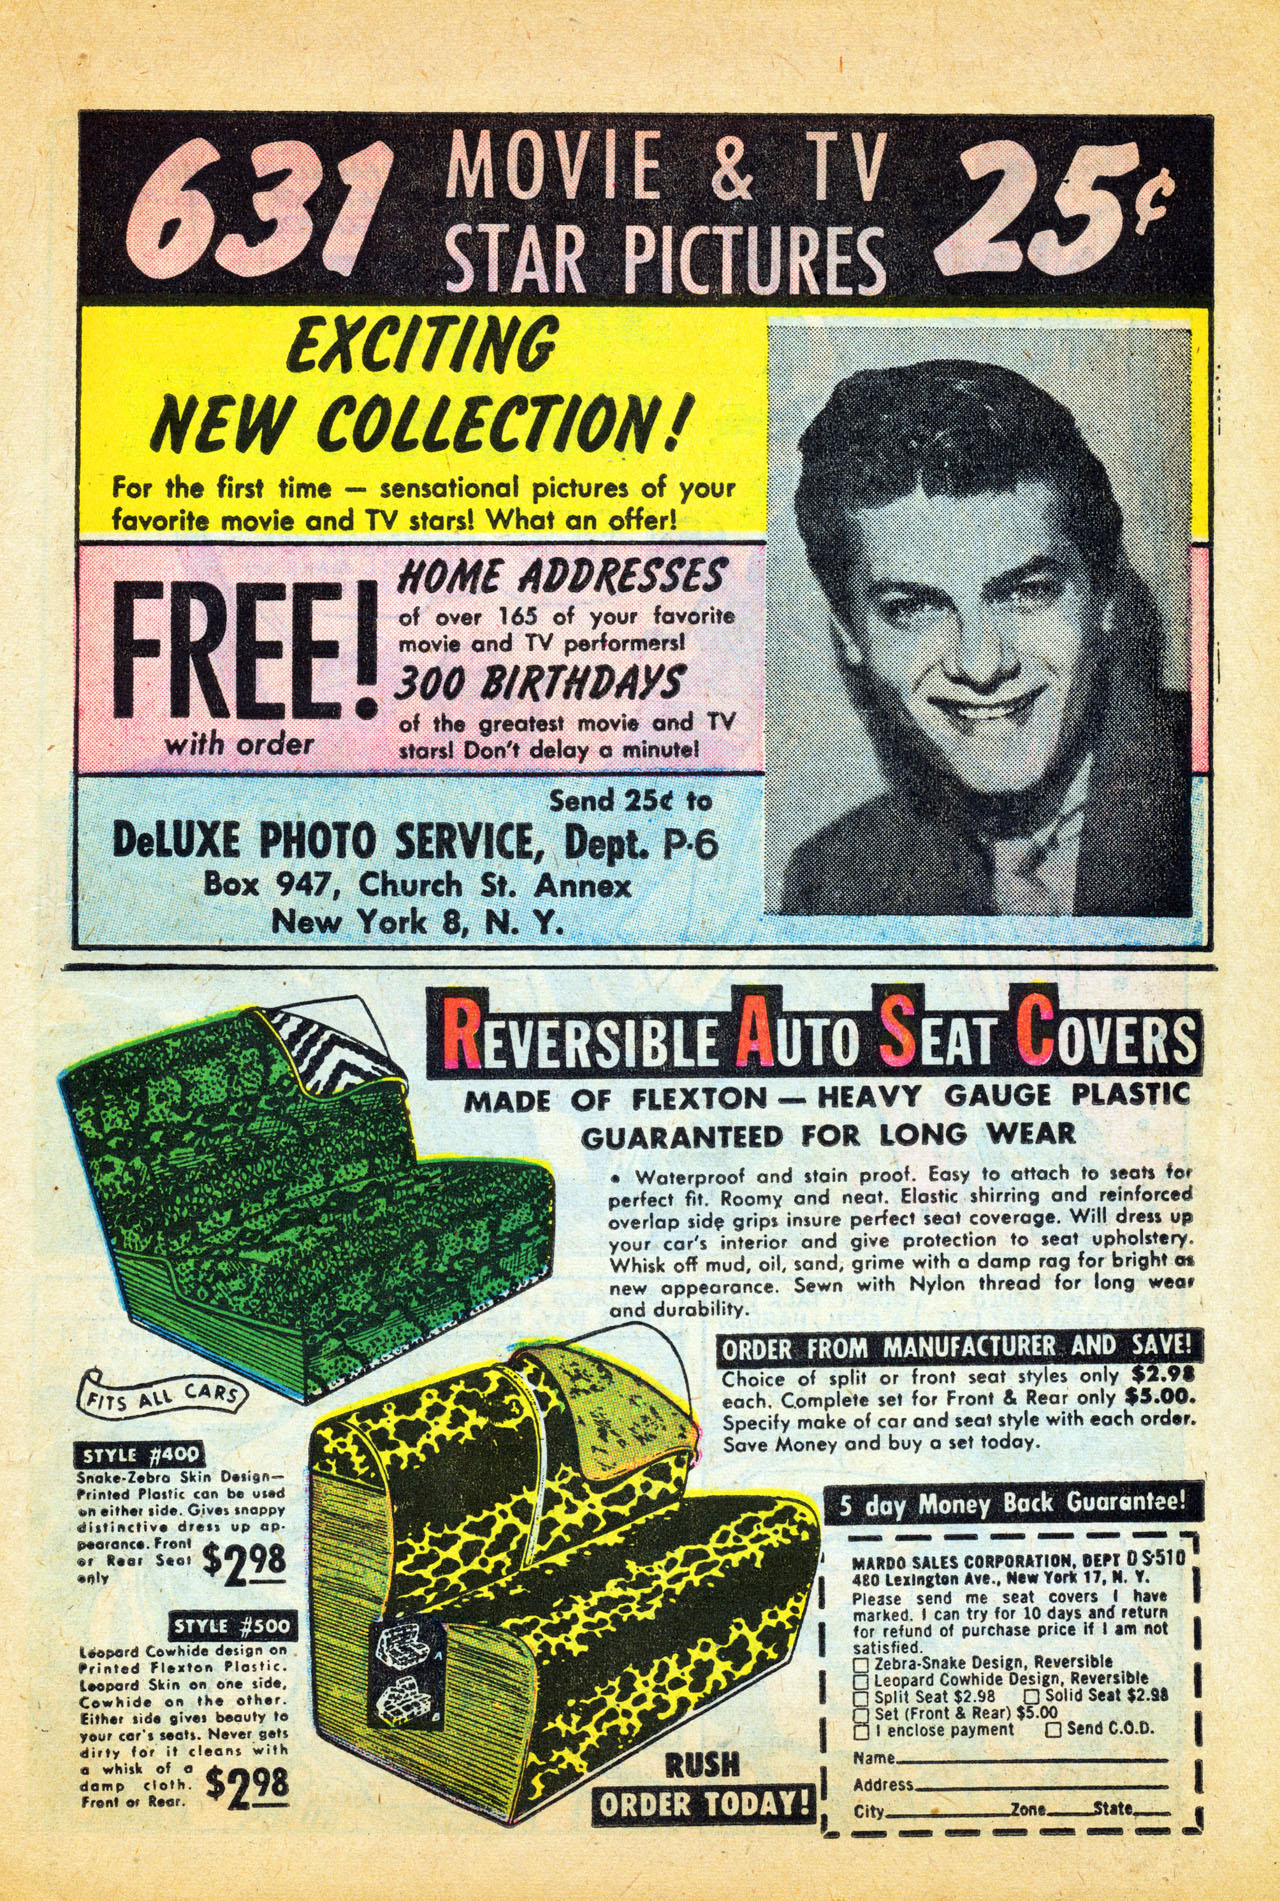 631 MOVIE & TV STAR PICTURES 25¢
EXCITING
NEW COLLECTION!
For the first time — sensational pictures of your
favorite movie and TV stars! What an offer!
FREE!
with order
HOME ADDRESSES
of over 165 of your favorite
movie and TV performers!
300 BIRTHDAYS
of the greatest movie and TV
stars! Don't delay a minute!
Send 25¢ to
DeLUXE PHOTO SERVICE, Dept. P-6
Box 947, Church St. Annex
New York 8, N. Y.
REVERSIBLE AUTO SEAT COVERS
MADE OF FLEXTON — HEAVY GAUGE PLASTIC
GUARANTEED FOR LONG WEAR
• Waterproof and stain proof. Easy to attach to seats for
perfect fit. Roomy and neat. Elastic shirring and reinforced
overlap side grips insure perfect seat coverage. Will dress up
your car's interior and give protection to seat upholstery.
Whisk off mud, oil, sand, grime with a damp rag for bright as
new appearance. Sewn with Nylon thread for long wear
and durability.
ORDER FROM MANUFACTURER AND SAVE!
Choice of split or front seat styles only $2.98
each. Complete set for Front & Rear only $5.00.
Specify make of car and seat style with each order.
Save Money and buy a set today.
FITS ALL CARS
STYLE #400
Snake-Zebra Skin Design—
Printed Plastic can be used
on either side. Gives snappy
distinctive dress up ap-
pearance. Front
or Rear Seat
only
$2.98
STYLE #500
Leopard Cowhide design on
Printed Flexton Plastic.
Leopard Skin on one side,
Cowhide on the other.
Either side gives beauty to
your car's seats. Never gets
dirty for it cleans with
a whisk of a
damp cloth.
Front or Rear.
$2.98
A
B
RUSH
ORDER TODAY!
5 day Money Back Guarantee!
MARDO SALES CORPORATION, DEPT D S-510
480 Lexington Ave., New York 17, N. Y.
Please send me seat covers I have
marked. I can try for 10 days and return
for refund of purchase price if I am not
satisfied.
Zebra-Snake Design, Reversible
Leopard Cowhide Design, Reversible
Split Seat $2.98 Solid Seat $2.98
Set (Front & Rear) $5.00
I enclose payment Send C.O.D.
Name
Address
City Zone State